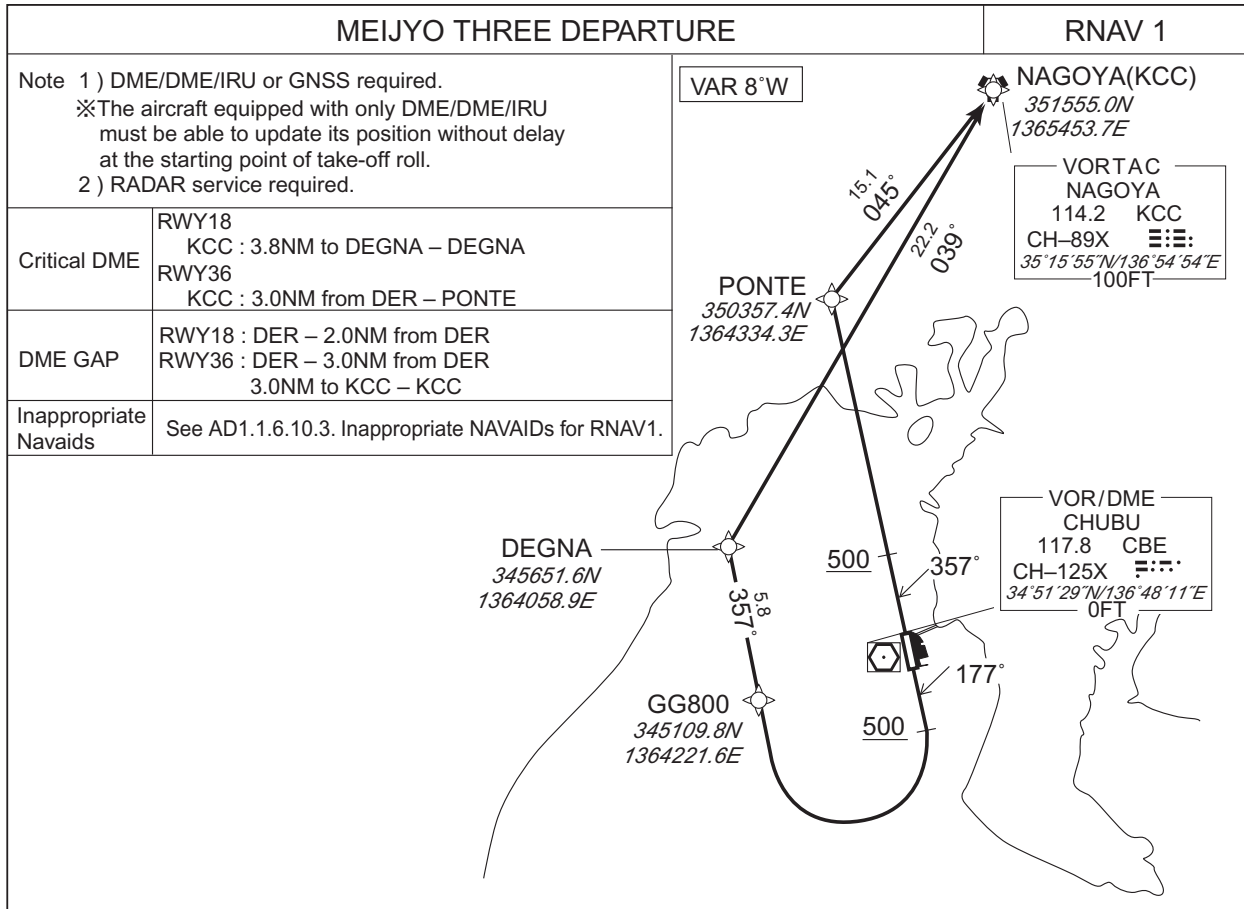 MEIJYO THREE DEPARTURE
RNAV 1
Note 1 ) DME/DME/IRU or GNSS required.
※The aircraft equipped with only DME/DME/IRU
must be able to update its position without delay
at the starting point of take-off roll.
2 ) RADAR service required.
Critical DME
RWY18
KCC : 3.8NM to DEGNA – DEGNA
RWY36
KCC : 3.0NM from DER – PONTE
DME GAP
RWY18 : DER – 2.0NM from DER
RWY36 : DER – 3.0NM from DER
3.0NM to KCC – KCC
Inappropriate
Navaids
See AD1.1.6.10.3. Inappropriate NAVAIDs for RNAV1.
VAR 8°W
NAGOYA(KCC)
351555.0N
1365453.7E
VORTAC
NAGOYA
114.2 KCC
CH–89X
35°15´55˝N/136°54´54˝E
100FT
15.1
045°
22.2
039°
PONTE
350357.4N
1364334.3E
VOR/DME
CHUBU
117.8 CBE
CH–125X
34°51´29˝N/136°48´11˝E
0FT
DEGNA
345651.6N
1364058.9E
500
357°
5.8
357°
177°
GG800
345109.8N
1364221.6E
500